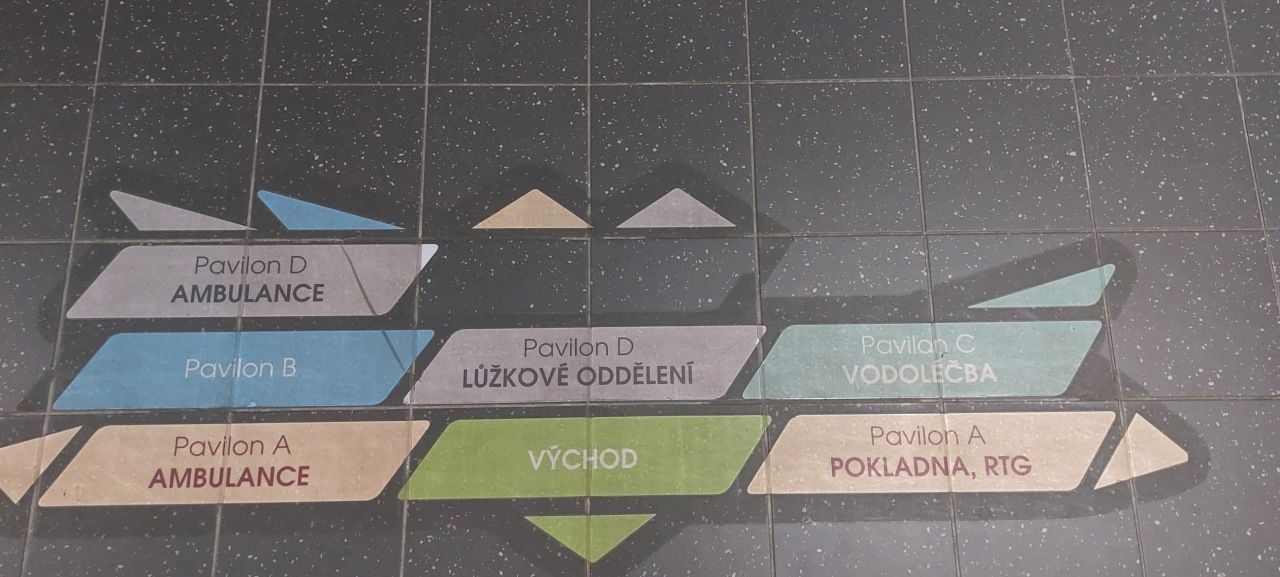 Pavilon D
AMBULANCE
Pavilon B
Pavilon D
LŮŽKOVÉ ODDĚLENÍ
Pavilon C
VODOLÉČBA
Pavilon A
AMBULANCE
VÝCHOD
Pavilon A
POKLADNA, RTG